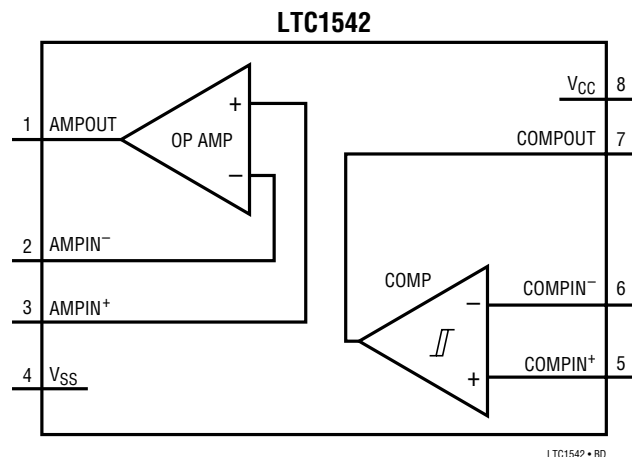 LTC1542
1 AMPOUT
+
OP AMP
−
2 AMPIN−
3 AMPIN+
4 VSS
VCC 8
COMPOUT 7
COMP
−
COMPIN− 6
COMPIN+ 5
+
LTC1542 • BD